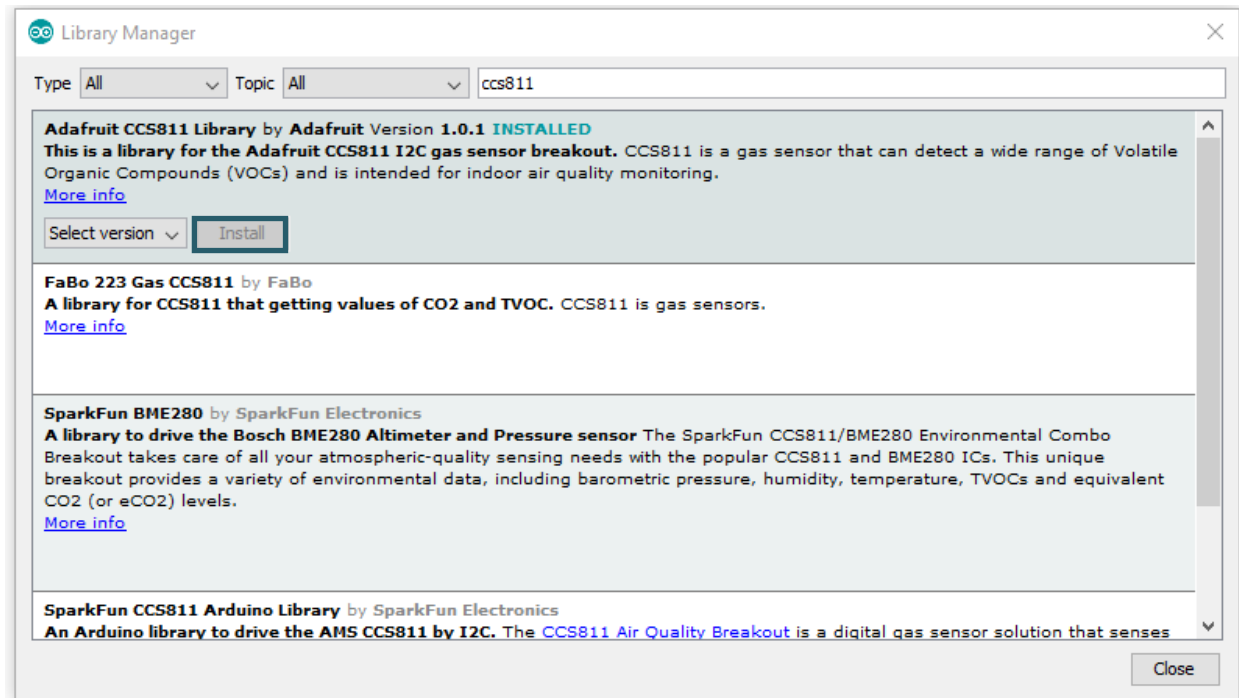 Library Manager
Type All Topic All ccs811
Adafruit CCS811 Library by Adafruit Version 1.0.1 INSTALLED
This is a library for the Adafruit CCS811 I2C gas sensor breakout. CCS811 is a gas sensor that can detect a wide range of Volatile
Organic Compounds (VOCs) and is intended for indoor air quality monitoring.
More info
Select version Install
FaBo 223 Gas CCS811 by FaBo
A library for CCS811 that getting values of CO2 and TVOC. CCS811 is gas sensors.
More info
SparkFun BME280 by SparkFun Electronics
A library to drive the Bosch BME280 Altimeter and Pressure sensor The SparkFun CCS811/BME280 Environmental Combo
Breakout takes care of all your atmospheric-quality sensing needs with the popular CCS811 and BME280 ICs. This unique
breakout provides a variety of environmental data, including barometric pressure, humidity, temperature, TVOCs and equivalent
CO2 (or eCO2) levels.
More info
SparkFun CCS811 Arduino Library by SparkFun Electronics
An Arduino library to drive the AMS CCS811 by I2C. The CCS811 Air Quality Breakout is a digital gas sensor solution that senses
Close